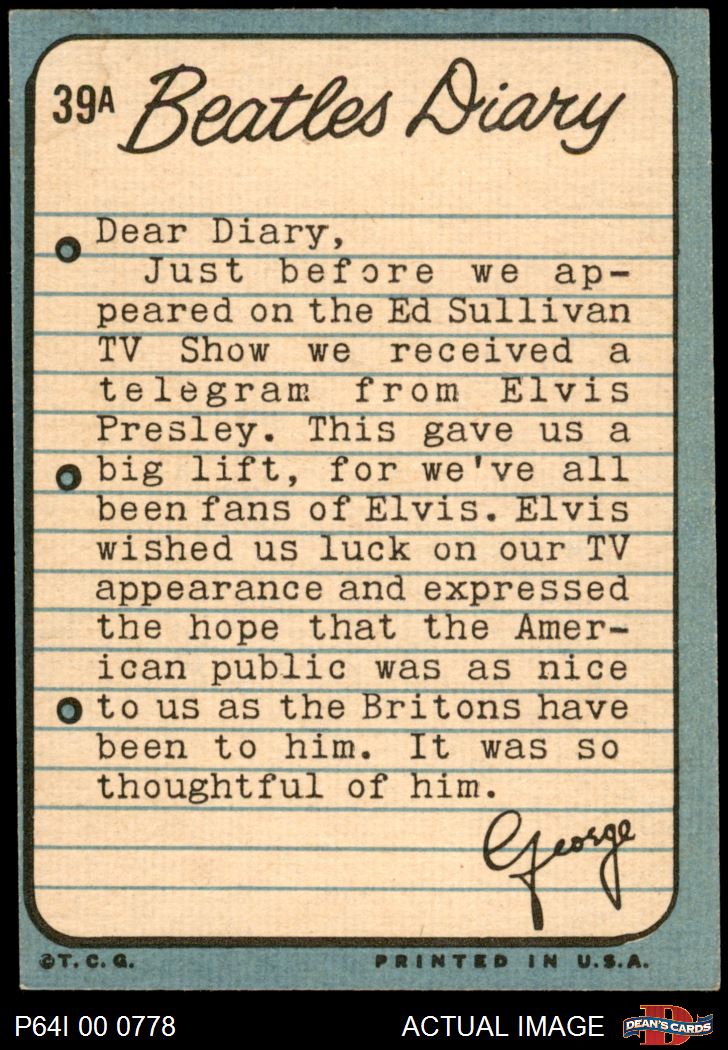 39A Beatles Diary
Dear Diary,
Just before we ap-
peared on the Ed Sullivan
TV Show we received a
telegram from Elvis
Presley. This gave us a
big lift, for we've all
been fans of Elvis. Elvis
wished us luck on our TV
appearance and expressed
the hope that the Amer-
ican public was as nice
to us as the Britons have
been to him. It was so
thoughtful of him.
George
©T.C.G. PRINTED IN U.S.A.
P64I 00 0778 ACTUAL IMAGE D DEAN'S CARDS